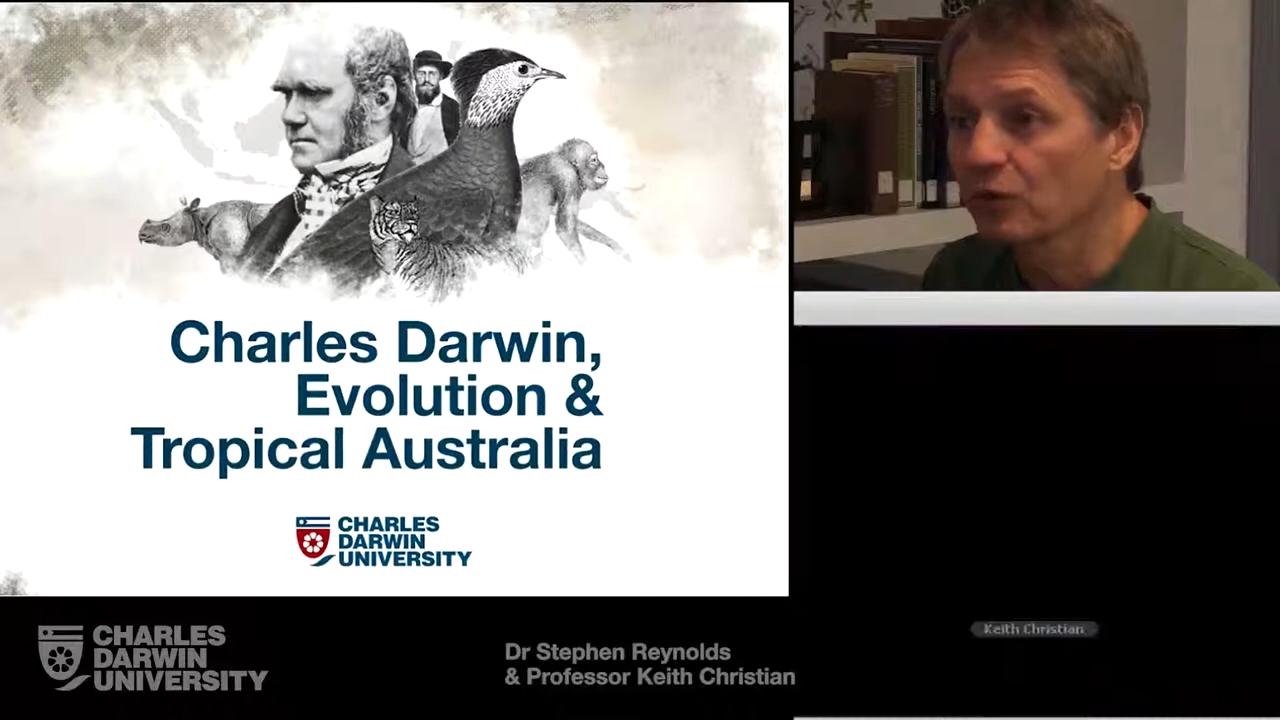 Charles Darwin,
Evolution &
Tropical Australia
CHARLES
DARWIN
UNIVERSITY
Keith Christian
CHARLES
DARWIN
UNIVERSITY
Dr Stephen Reynolds
& Professor Keith Christian